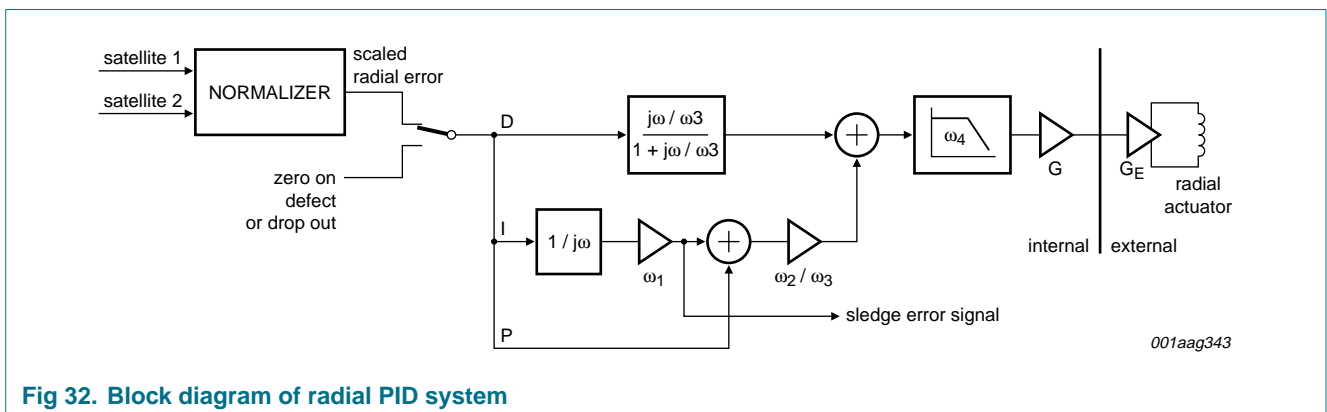 satellite 1
satellite 2
NORMALIZER
scaled
radial error
zero on
defect
or drop out
D
jω / ω3
1 + jω / ω3
ω4
G
GE
radial
actuator
internal
external
I
1 / jω
ω1
ω2 / ω3
sledge error signal
P
001aag343
Fig 32. Block diagram of radial PID system